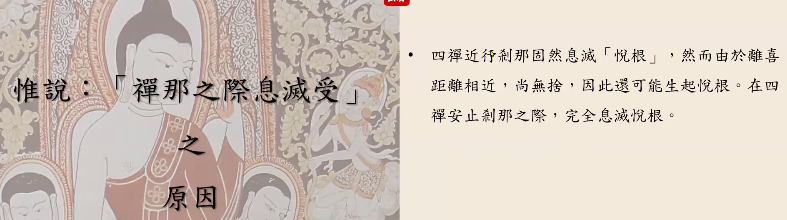 惟說：「禪那之際息滅受」
之
原因
• 四禪近行剎那固然息滅「悅根」，然而由於離喜
距離相近，尚無捨，因此還可能生起悅根。在四
禪安止剎那之際，完全息滅悅根。